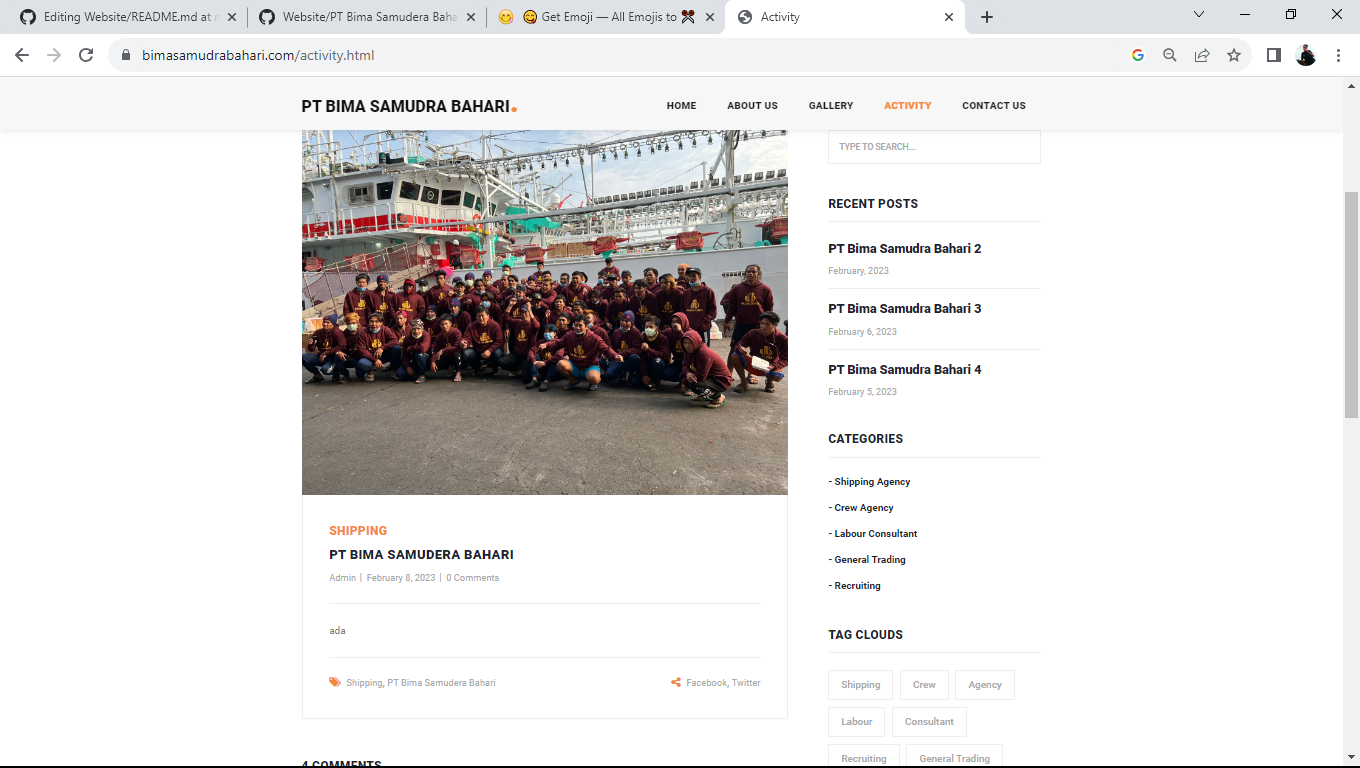 Editing Website/README.md at
Website/PT Bima Samudera Baha
Get Emoji — All Emojis to
Activity
bimasamudrabahari.com/activity.html
PT BIMA SAMUDRA BAHARI.
HOME
ABOUT US
GALLERY
ACTIVITY
CONTACT US
SHIPPING
PT BIMA SAMUDERA BAHARI
Admin | February 8, 2023 | 0 Comments
ada
Shipping, PT Bima Samudera Bahari
Facebook, Twitter
4 COMMENTS
TYPE TO SEARCH...
RECENT POSTS
PT Bima Samudra Bahari 2
February, 2023
PT Bima Samudra Bahari 3
February 6, 2023
PT Bima Samudra Bahari 4
February 5, 2023
CATEGORIES
- Shipping Agency
- Crew Agency
- Labour Consultant
- General Trading
- Recruiting
TAG CLOUDS
Shipping
Crew
Agency
Labour
Consultant
Recruiting
General Trading